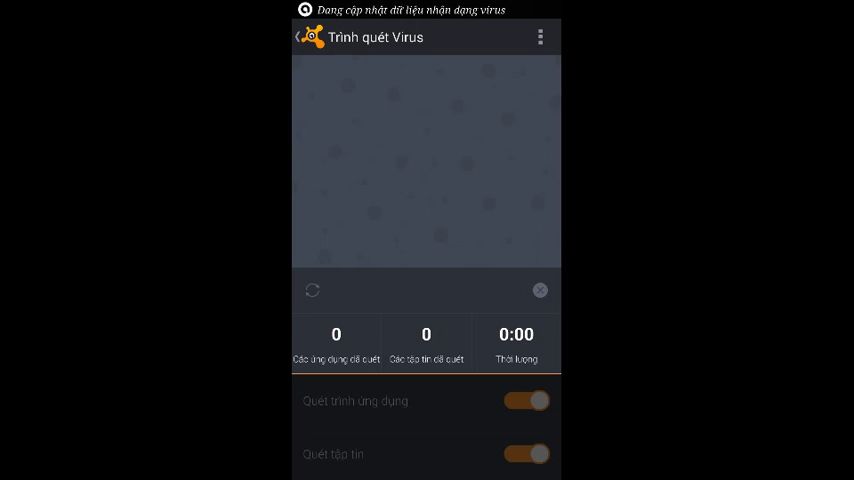 Đang cập nhật dữ liệu nhận dạng virus
Trình quét Virus
0
0
0:00
Các ứng dụng đã quét
Các tập tin đã quét
Thời lượng
Quét trình ứng dụng
Quét tập tin